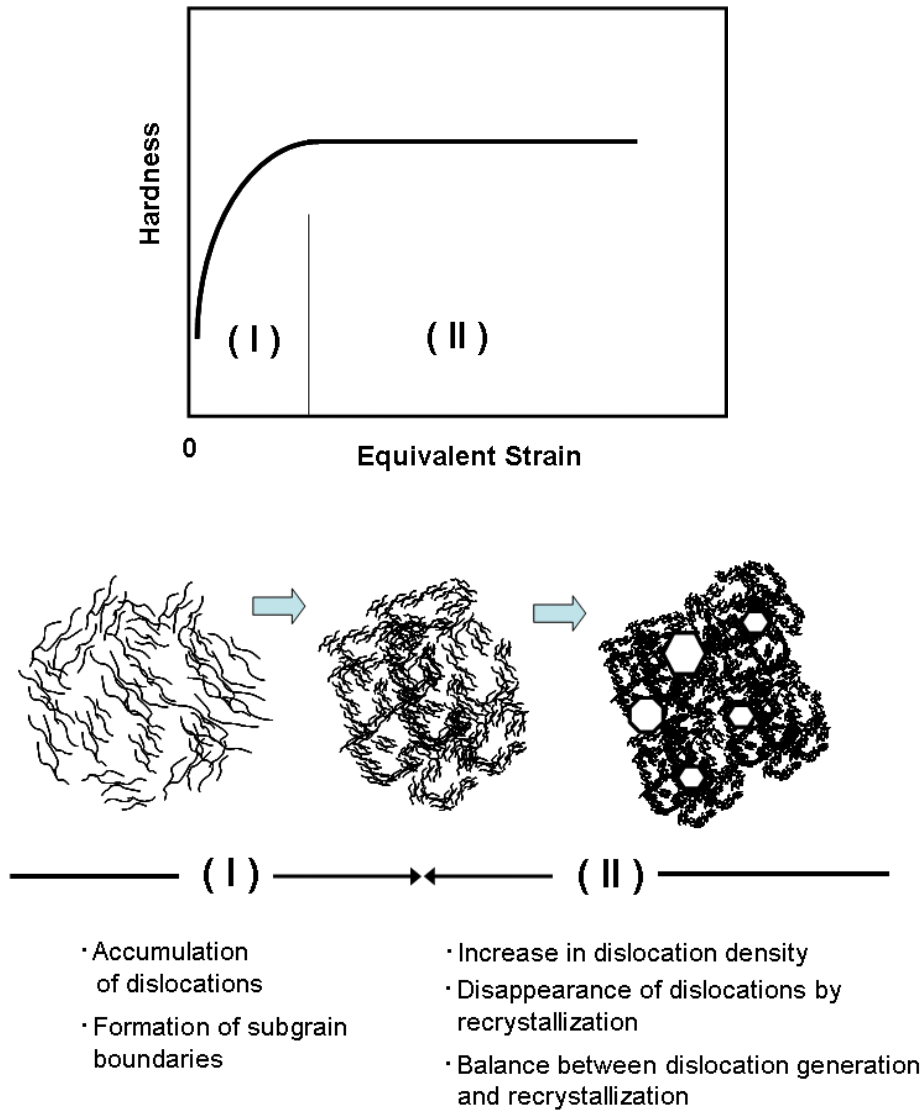 Hardness
( I )
( II )
0
Equivalent Strain
( I )
( II )
· Accumulation
of dislocations
· Formation of subgrain
boundaries
· Increase in dislocation density
· Disappearance of dislocations by
recrystallization
· Balance between dislocation generation
and recrystallization